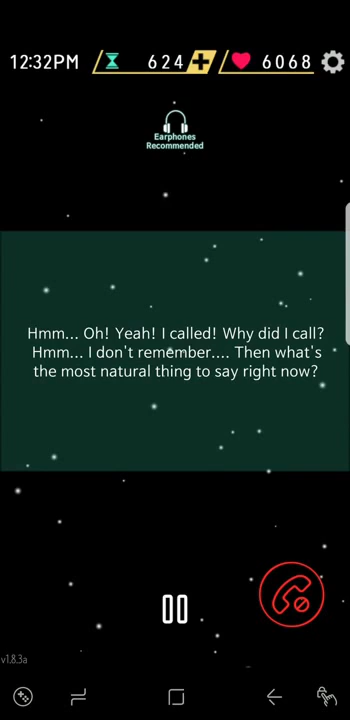 12:32PM 624 6068
Earphones
Recommended
Hmm... Oh! Yeah! I called! Why did I call?
Hmm... I don't remember.... Then what's
the most natural thing to say right now?
v1.8.3a